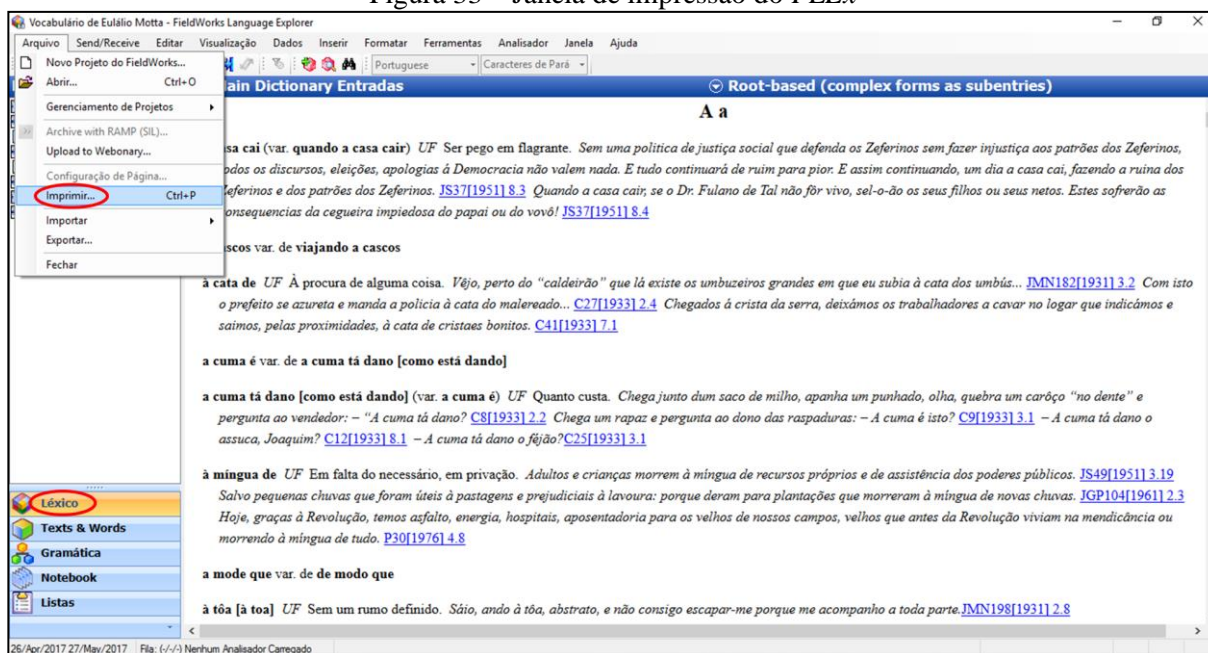 Figura 33 – Janela de impressão do FLEx
Vocabulário de Eulálio Motta - FieldWorks Language Explorer
Arquivo Send/Receive Editar Visualização Dados Inserir Formatar Ferramentas Analisador Janela Ajuda
Novo Projeto do FieldWorks...
Portuguese Caracteres de Pará
Abrir... Ctrl+O
ain Dictionary Entradas Root-based (complex forms as subentries)
Gerenciamento de Projetos
Archive with RAMP (SIL)...
Upload to Webonary...
Configuração de Página...
Imprimir... Ctrl+P
Importar
Exportar...
Fechar
A a
sa cai (var. quando a casa cair) UF Ser pego em flagrante. Sem uma politica de justiça social que defenda os Zeferinos sem fazer injustiça aos patrões dos Zeferinos,
odos os discursos, eleições, apologias á Democracia não valem nada. E tudo continuará de ruim para pior. E assim continuando, um dia a casa cai, fazendo a ruina dos
eferinos e dos patrões dos Zeferinos. JS37[1951] 8.3 Quando a casa cair, se o Dr. Fulano de Tal não fôr vivo, sel-o-ão os seus filhos ou seus netos. Estes sofrerão as
onsequencias da cegueira impiedosa do papai ou do vovô! JS37[1951] 8.4
scos var. de viajando a cascos
à cata de UF À procura de alguma coisa. Vêjo, perto do “caldeirão” que lá existe os umbuzeiros grandes em que eu subia à cata dos umbús... JMN182[1931] 3.2 Com isto
o prefeito se azureta e manda a policia à cata do malereado... C27[1933] 2.4 Chegados á crista da serra, deixámos os trabalhadores a cavar no logar que indicámos e
saimos, pelas proximidades, à cata de cristaes bonitos. C41[1933] 7.1
a cuma é var. de a cuma tá dano [como está dando]
a cuma tá dano [como está dando] (var. a cuma é) UF Quanto custa. Chega junto dum saco de milho, apanha um punhado, olha, quebra um carôço “no dente” e
pergunta ao vendedor: – “A cuma tá dano? C8[1933] 2.2 Chega um rapaz e pergunta ao dono das raspaduras: – A cuma é isto? C9[1933] 3.1 – A cuma tá dano o
assuca, Joaquim? C12[1933] 8.1 – A cuma tá dano o fêjão?C25[1933] 3.1
à míngua de UF Em falta do necessário, em privação. Adultos e crianças morrem à míngua de recursos próprios e de assistência dos poderes públicos. JS49[1951] 3.19
Salvo pequenas chuvas que foram úteis à pastagens e prejudiciais à lavoura: porque deram para plantações que morreram à míngua de novas chuvas. JGP104[1961] 2.3
Hoje, graças à Revolução, temos asfalto, energia, hospitais, aposentadoria para os velhos de nossos campos, velhos que antes da Revolução viviam na mendicância ou
morrendo à míngua de tudo. P30[1976] 4.8
a mode que var. de de modo que
à tôa [à toa] UF Sem um rumo definido. Sáio, ando à tôa, abstrato, e não consigo escapar-me porque me acompanho a toda parte.JMN198[1931] 2.8
Léxico
Texts & Words
Gramática
Notebook
Listas
26/Apr/2017 27/May/2017 Fila: (-/-/-) Nenhum Analisador Carregado